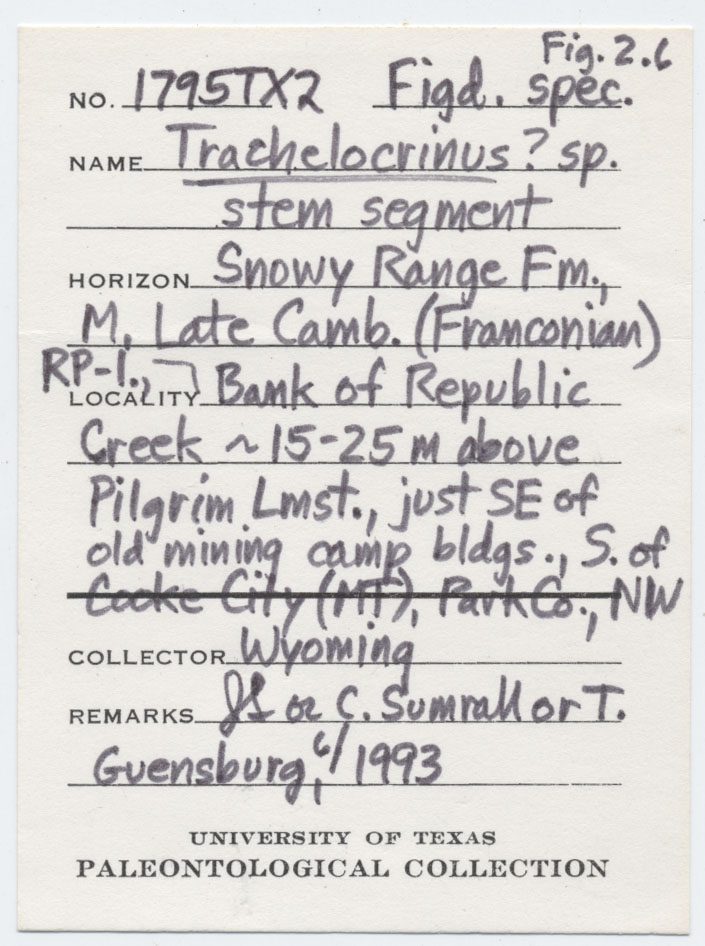 Fig. 2.6
NO. 1795TX2 Figd. spec.
NAME Trachelocrinus? sp.
stem segment
HORIZON Snowy Range Fm.,
M. Late Camb. (Franconian)
RP-1.,
LOCALITY Bank of Republic
Creek ~15-25 m above
Pilgrim Lmst., just SE of
old mining camp bldgs., S. of
Cooke City (MT), Park Co., NW
COLLECTOR Wyoming
REMARKS or C. Sumrall or T.
Guensburg, 6/1993
UNIVERSITY OF TEXAS
PALEONTOLOGICAL COLLECTION